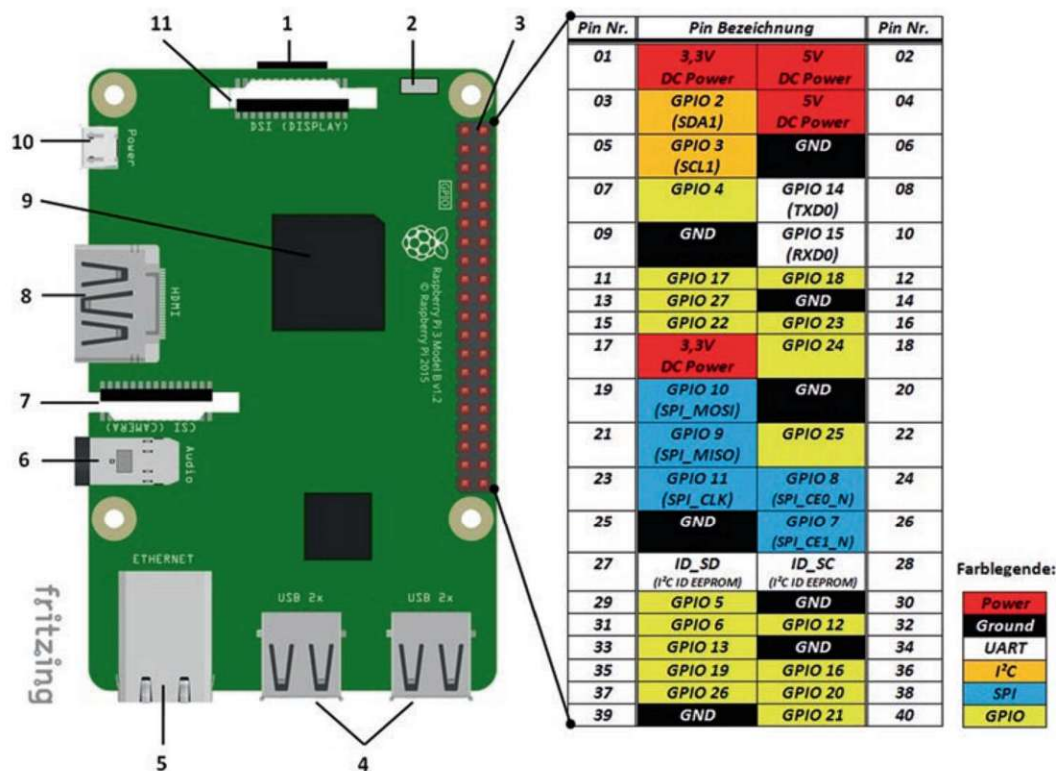 11
1
2
3
10
9
8
7
6
5
4
DSI (DISPLAY)
Power
GPIO
HDMI
Raspberry Pi 3 Model B v1.2
© Raspberry Pi 2015
CSI (CAMERA)
Audio
ETHERNET
USB 2x
USB 2x
fritzing
Pin Nr. Pin Bezeichnung Pin Nr.
01 3,3V DC Power 5V DC Power 02
03 GPIO 2 (SDA1) 5V DC Power 04
05 GPIO 3 (SCL1) GND 06
07 GPIO 4 GPIO 14 (TXD0) 08
09 GND GPIO 15 (RXD0) 10
11 GPIO 17 GPIO 18 12
13 GPIO 27 GND 14
15 GPIO 22 GPIO 23 16
17 3,3V DC Power GPIO 24 18
19 GPIO 10 (SPI_MOSI) GND 20
21 GPIO 9 (SPI_MISO) GPIO 25 22
23 GPIO 11 (SPI_CLK) GPIO 8 (SPI_CE0_N) 24
25 GND GPIO 7 (SPI_CE1_N) 26
27 ID_SD (I²C ID EEPROM) ID_SC (I²C ID EEPROM) 28
29 GPIO 5 GND 30
31 GPIO 6 GPIO 12 32
33 GPIO 13 GND 34
35 GPIO 19 GPIO 16 36
37 GPIO 26 GPIO 20 38
39 GND GPIO 21 40
Farblegende:
Power
Ground
UART
I²C
SPI
GPIO